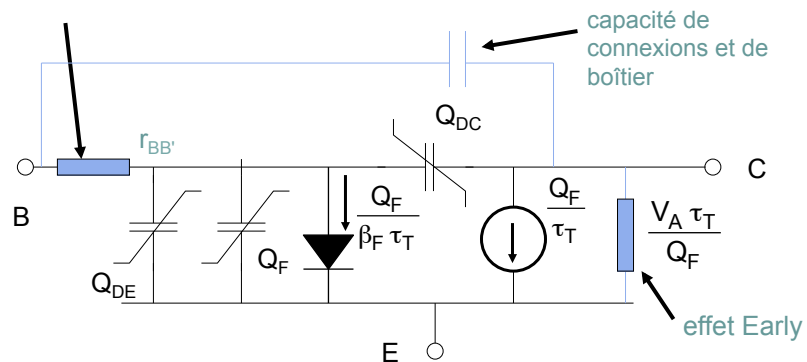 capacité de
connexions et de
boîtier
Q_DC
r_BB'
B
C
Q_DE
Q_F
Q_F
β_F τ_T
Q_F
τ_T
V_A τ_T
Q_F
effet Early
E